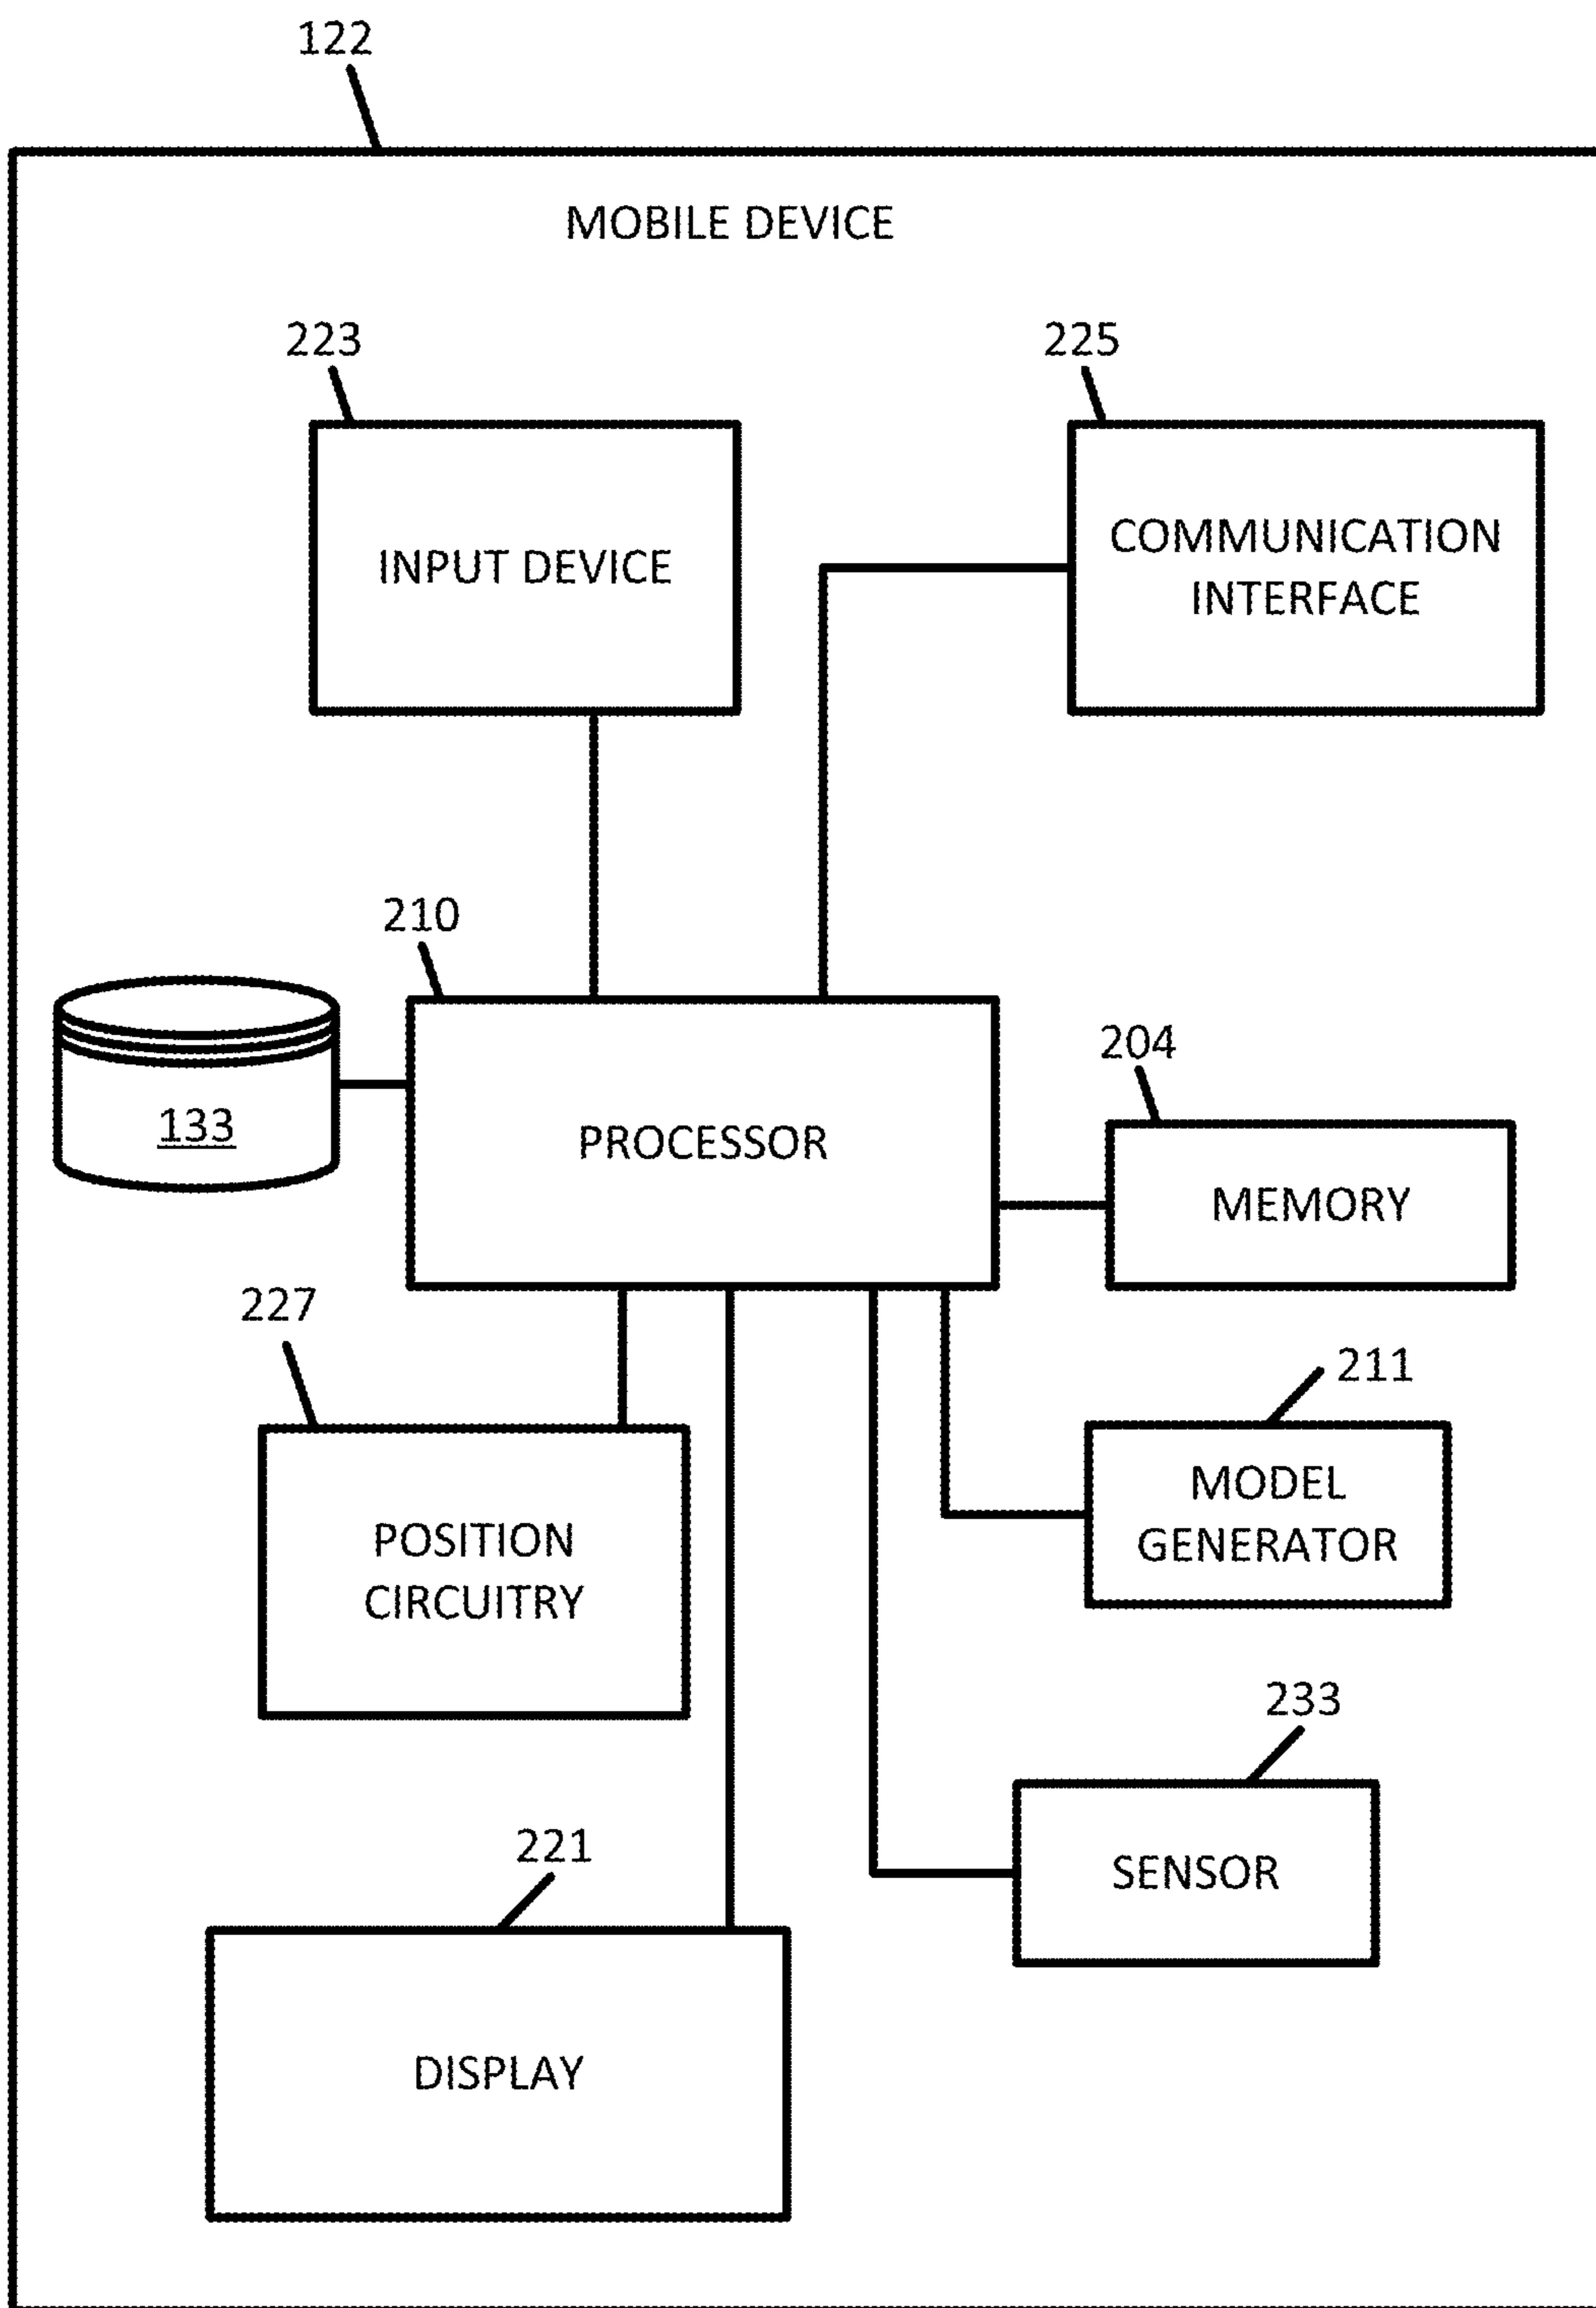 122
MOBILE DEVICE
223
225
INPUT DEVICE
COMMUNICATION
INTERFACE
210
133
PROCESSOR
204
MEMORY
227
POSITION
CIRCUITRY
211
MODEL
GENERATOR
233
SENSOR
221
DISPLAY